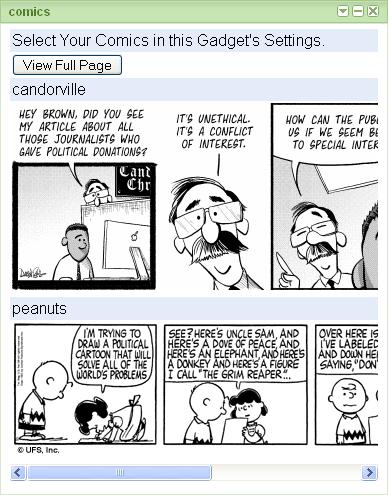 comics
Select Your Comics in this Gadget's Settings.
View Full Page
candorville
HEY BROWN, DID YOU SEE
MY ARTICLE ABOUT ALL
THOSE JOURNALISTS WHO
GAVE POLITICAL DONATIONS?
Cand
Chr
IT'S UNETHICAL.
IT'S A CONFLICT
OF INTEREST.
HOW CAN THE PUB
US IF WE SEEM BE
TO SPECIAL INTER
peanuts
I'M TRYING TO
DRAW A POLITICAL
CARTOON THAT WILL
SOLVE ALL OF THE
WORLD'S PROBLEMS
SEE? HERE'S UNCLE SAM, AND
HERE'S A DOVE OF PEACE, AND
HERE'S AN ELEPHANT, AND HERE'S
A DONKEY AND HERE'S A FIGURE
I CALL "THE GRIM REAPER"...
OVER HERE IS
I'VE LABELED
AND DOWN HER
SAYING, "DON'
© UFS, Inc.